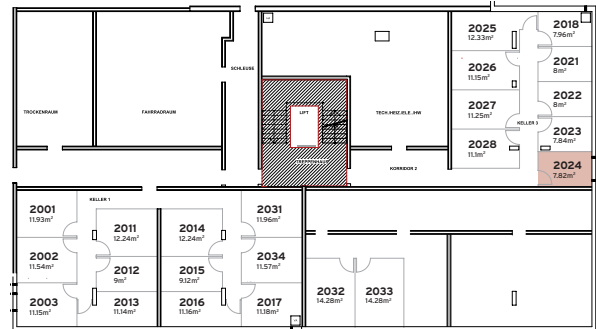 2025
12.33m²
2018
7.96m²
2026
11.15m²
2021
8m²
SCHLEUSE
2027
11.25m²
2022
8m²
TROCKENRAUM
FAHRRADRAUM
LIFT
TECH./HEIZ./ELE. /HW
KELLER 3
2028
11.1m²
2023
7.84m²
TREPPENHAUS
KORRIDOR 2
2024
7.82m²
KELLER 1
2001
11.93m²
2011
12.24m²
2014
12.24m²
2031
11.96m²
2002
11.54m²
2012
9m²
2015
9.12m²
2034
11.57m²
2003
11.15m²
2013
11.14m²
2016
11.16m²
2017
11.18m²
2032
14.28m²
2033
14.28m²